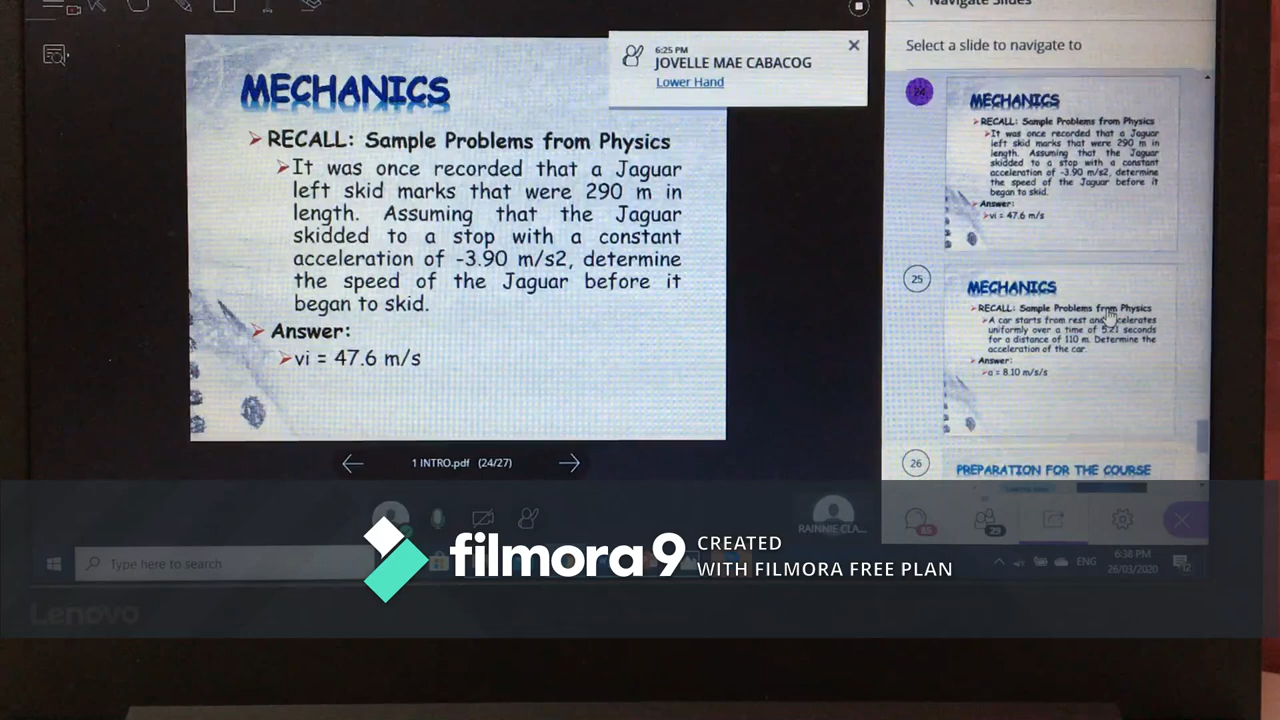 Navigate Slides
Select a slide to navigate to
6:25 PM
JOVELLE MAE CABACOG
Lower Hand
MECHANICS
RECALL: Sample Problems from Physics
It was once recorded that a Jaguar
left skid marks that were 290 m in
length. Assuming that the Jaguar
skidded to a stop with a constant
acceleration of -3.90 m/s2, determine
the speed of the Jaguar before it
began to skid.
Answer:
vi = 47.6 m/s
1 INTRO.pdf (24/27)
24
MECHANICS
RECALL: Sample Problems from Physics
It was once recorded that a Jaguar
left skid marks that were 290 m in
length. Assuming that the Jaguar
skidded to a stop with a constant
acceleration of -3.90 m/s2, determine
the speed of the Jaguar before it
began to skid.
Answer:
vi = 47.6 m/s
25
MECHANICS
RECALL: Sample Problems from Physics
A car starts from rest and accelerates
uniformly over a time of 5.21 seconds
for a distance of 110 m. Determine the
acceleration of the car.
Answer:
a = 8.10 m/s/s
26
PREPARATION FOR THE COURSE
RAINNIE CLA...
29
filmora 9
CREATED
WITH FILMORA FREE PLAN
Type here to search
ENG
6:38 PM
26/03/2020
Lenovo